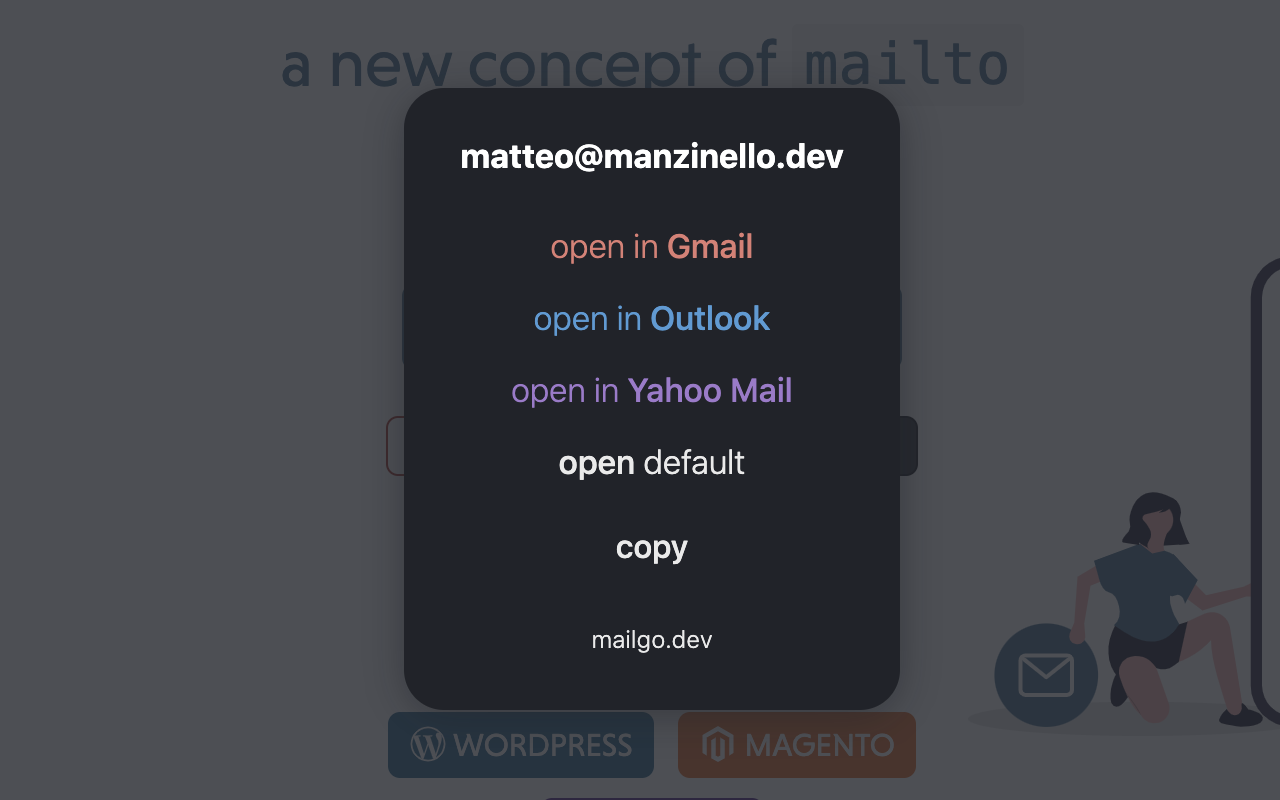 a new concept of mailto
matteo@manzinello.dev
open in Gmail
open in Outlook
open in Yahoo Mail
open default
copy
mailgo.dev
WORDPRESS
MAGENTO